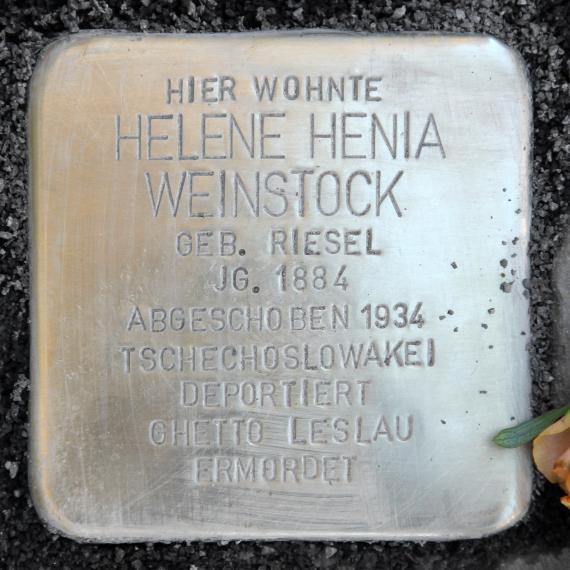 HIER WOHNTE
HELENE HENIA
WEINSTOCK
GEB. RIESEL
JG. 1884
ABGESCHOBEN 1934
TSCHECHOSLOWAKEI
DEPORTIERT
GHETTO LESLAU
ERMORDET